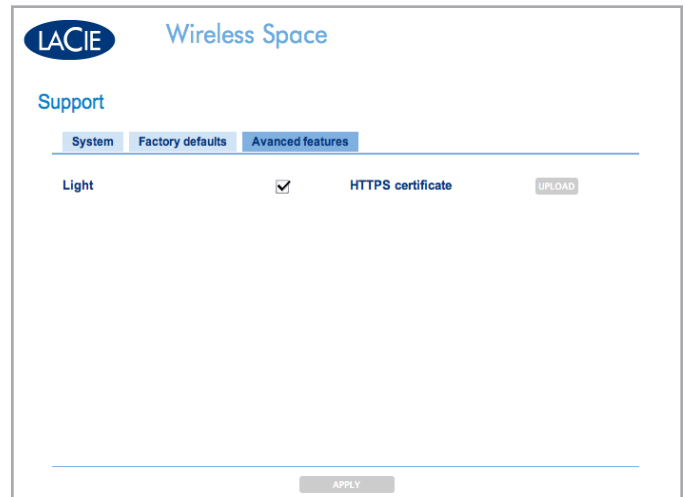 LACIE Wireless Space
Support
System Factory defaults Avanced features
Light HTTPS certificate UPLOAD
APPLY